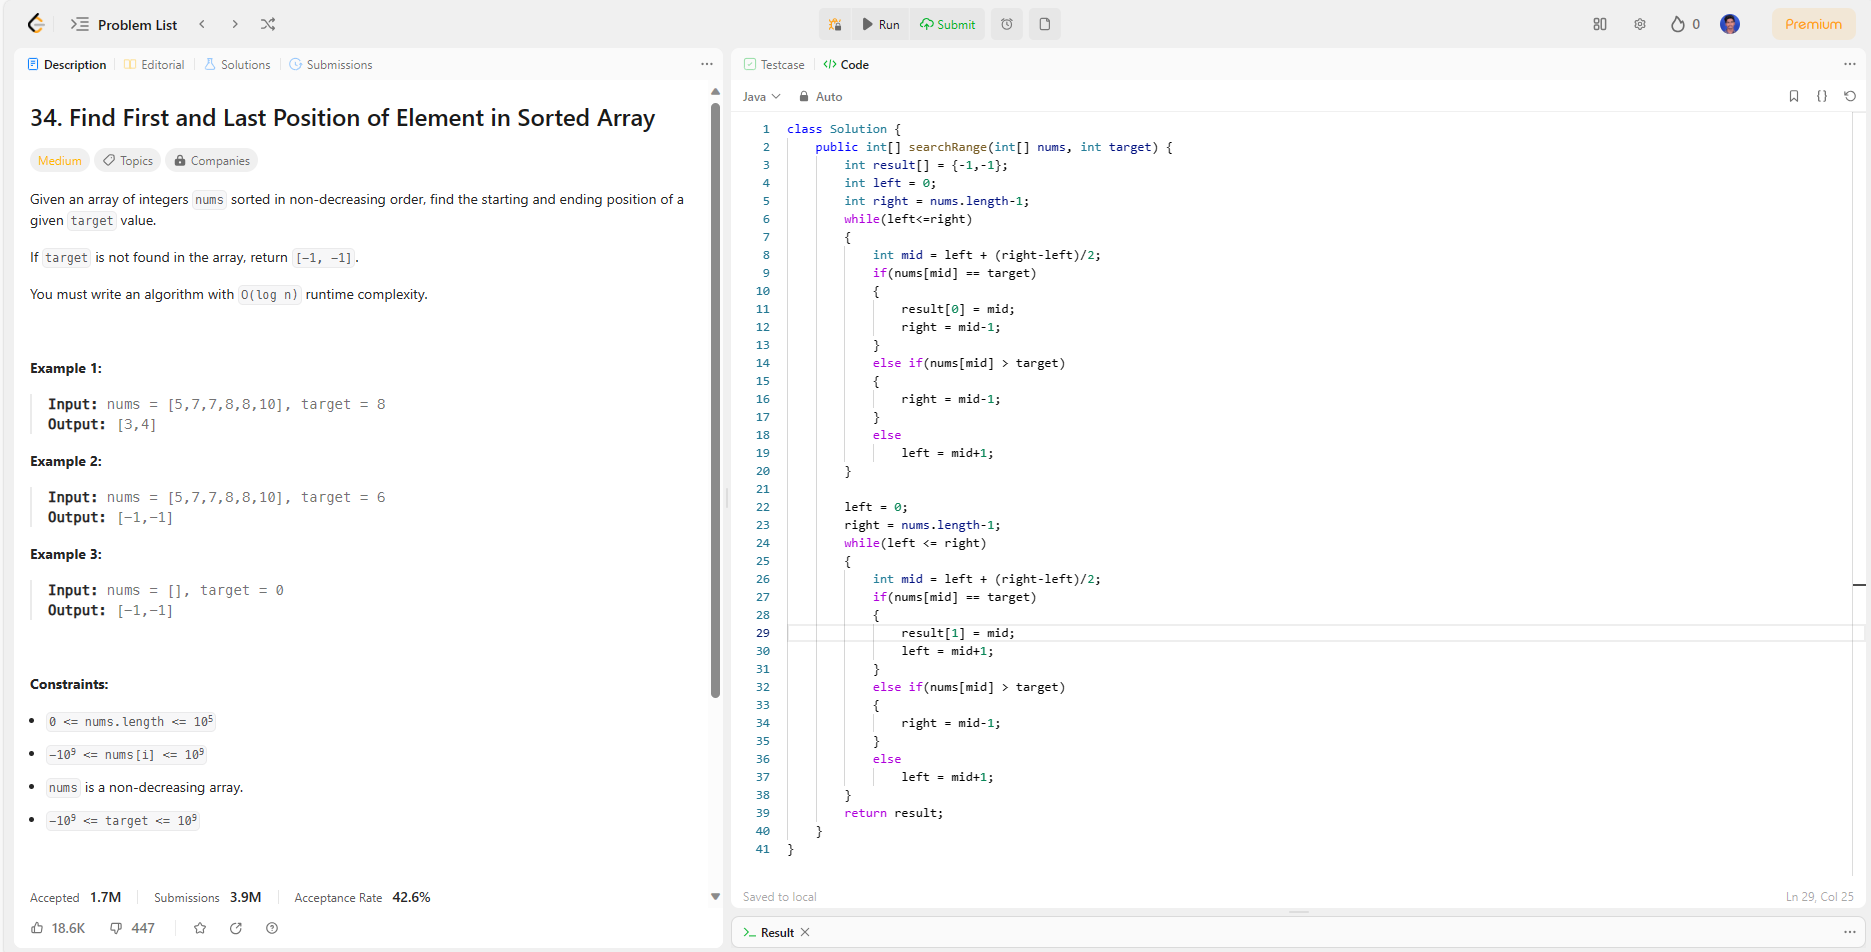 Problem List
Run
Submit
0
Premium
Description
Editorial
Solutions
Submissions
34. Find First and Last Position of Element in Sorted Array
Medium
Topics
Companies
Given an array of integers nums sorted in non-decreasing order, find the starting and ending position of a
given target value.
If target is not found in the array, return [-1, -1].
You must write an algorithm with O(log n) runtime complexity.
Example 1:
Input: nums = [5,7,7,8,8,10], target = 8
Output: [3,4]
Example 2:
Input: nums = [5,7,7,8,8,10], target = 6
Output: [-1,-1]
Example 3:
Input: nums = [], target = 0
Output: [-1,-1]
Constraints:
• 0 <= nums.length <= 10⁵
• -10⁹ <= nums[i] <= 10⁹
• nums is a non-decreasing array.
• -10⁹ <= target <= 10⁹
Accepted 1.7M
Submissions 3.9M
Acceptance Rate 42.6%
18.6K
447
Testcase
</> Code
Java
Auto
1 class Solution {
2     public int[] searchRange(int[] nums, int target) {
3         int result[] = {-1,-1};
4         int left = 0;
5         int right = nums.length-1;
6         while(left<=right)
7         {
8             int mid = left + (right-left)/2;
9             if(nums[mid] == target)
10             {
11                 result[0] = mid;
12                 right = mid-1;
13             }
14             else if(nums[mid] > target)
15             {
16                 right = mid-1;
17             }
18             else
19                 left = mid+1;
20         }
21
22         left = 0;
23         right = nums.length-1;
24         while(left <= right)
25         {
26             int mid = left + (right-left)/2;
27             if(nums[mid] == target)
28             {
29                 result[1] = mid;
30                 left = mid+1;
31             }
32             else if(nums[mid] > target)
33             {
34                 right = mid-1;
35             }
36             else
37                 left = mid+1;
38         }
39         return result;
40     }
41 }
Saved to local
Ln 29, Col 25
Result